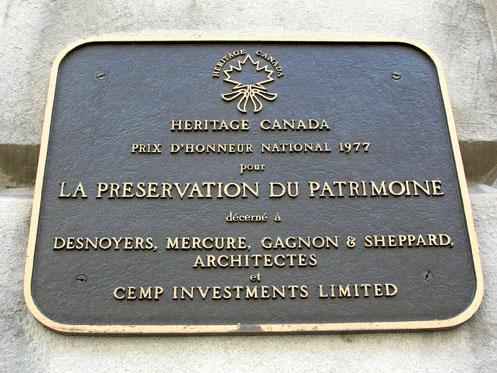 HERITAGE CANADA
HERITAGE CANADA
PRIX D'HONNEUR NATIONAL 1977
pour
LA PRESERVATION DU PATRIMOINE
décerné à
DESNOYERS, MERCURE, GAGNON & SHEPPARD,
ARCHITECTES
et
CEMP INVESTMENTS LIMITED